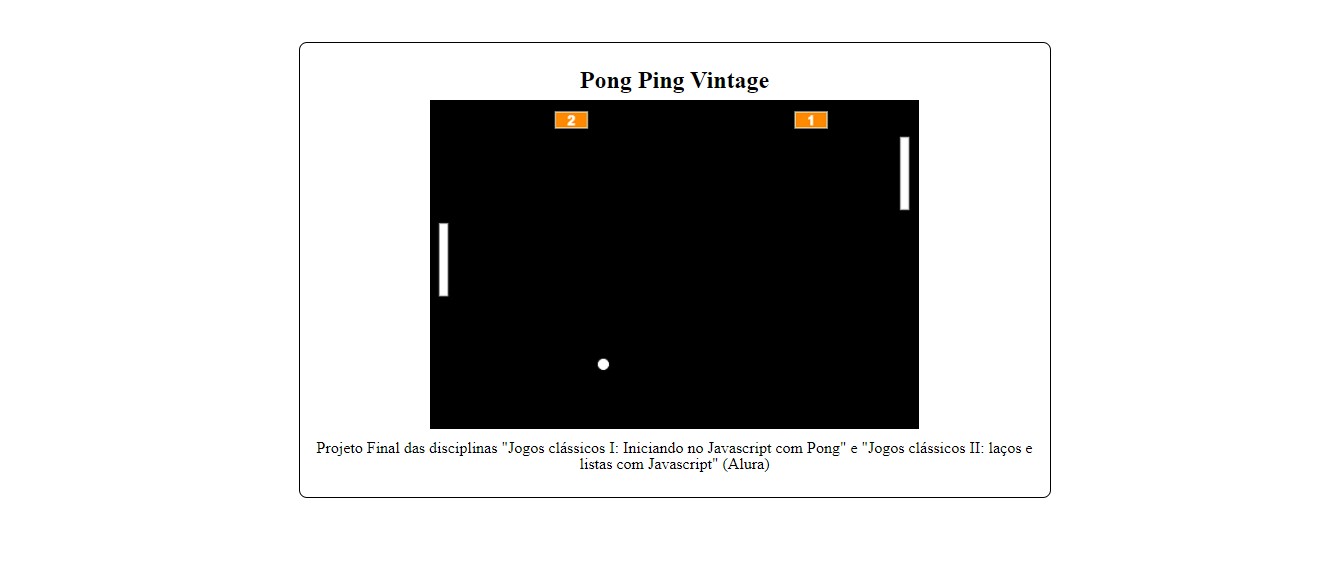 Pong Ping Vintage
2 1
Projeto Final das disciplinas "Jogos clássicos I: Iniciando no Javascript com Pong" e "Jogos clássicos II: laços e
listas com Javascript" (Alura)